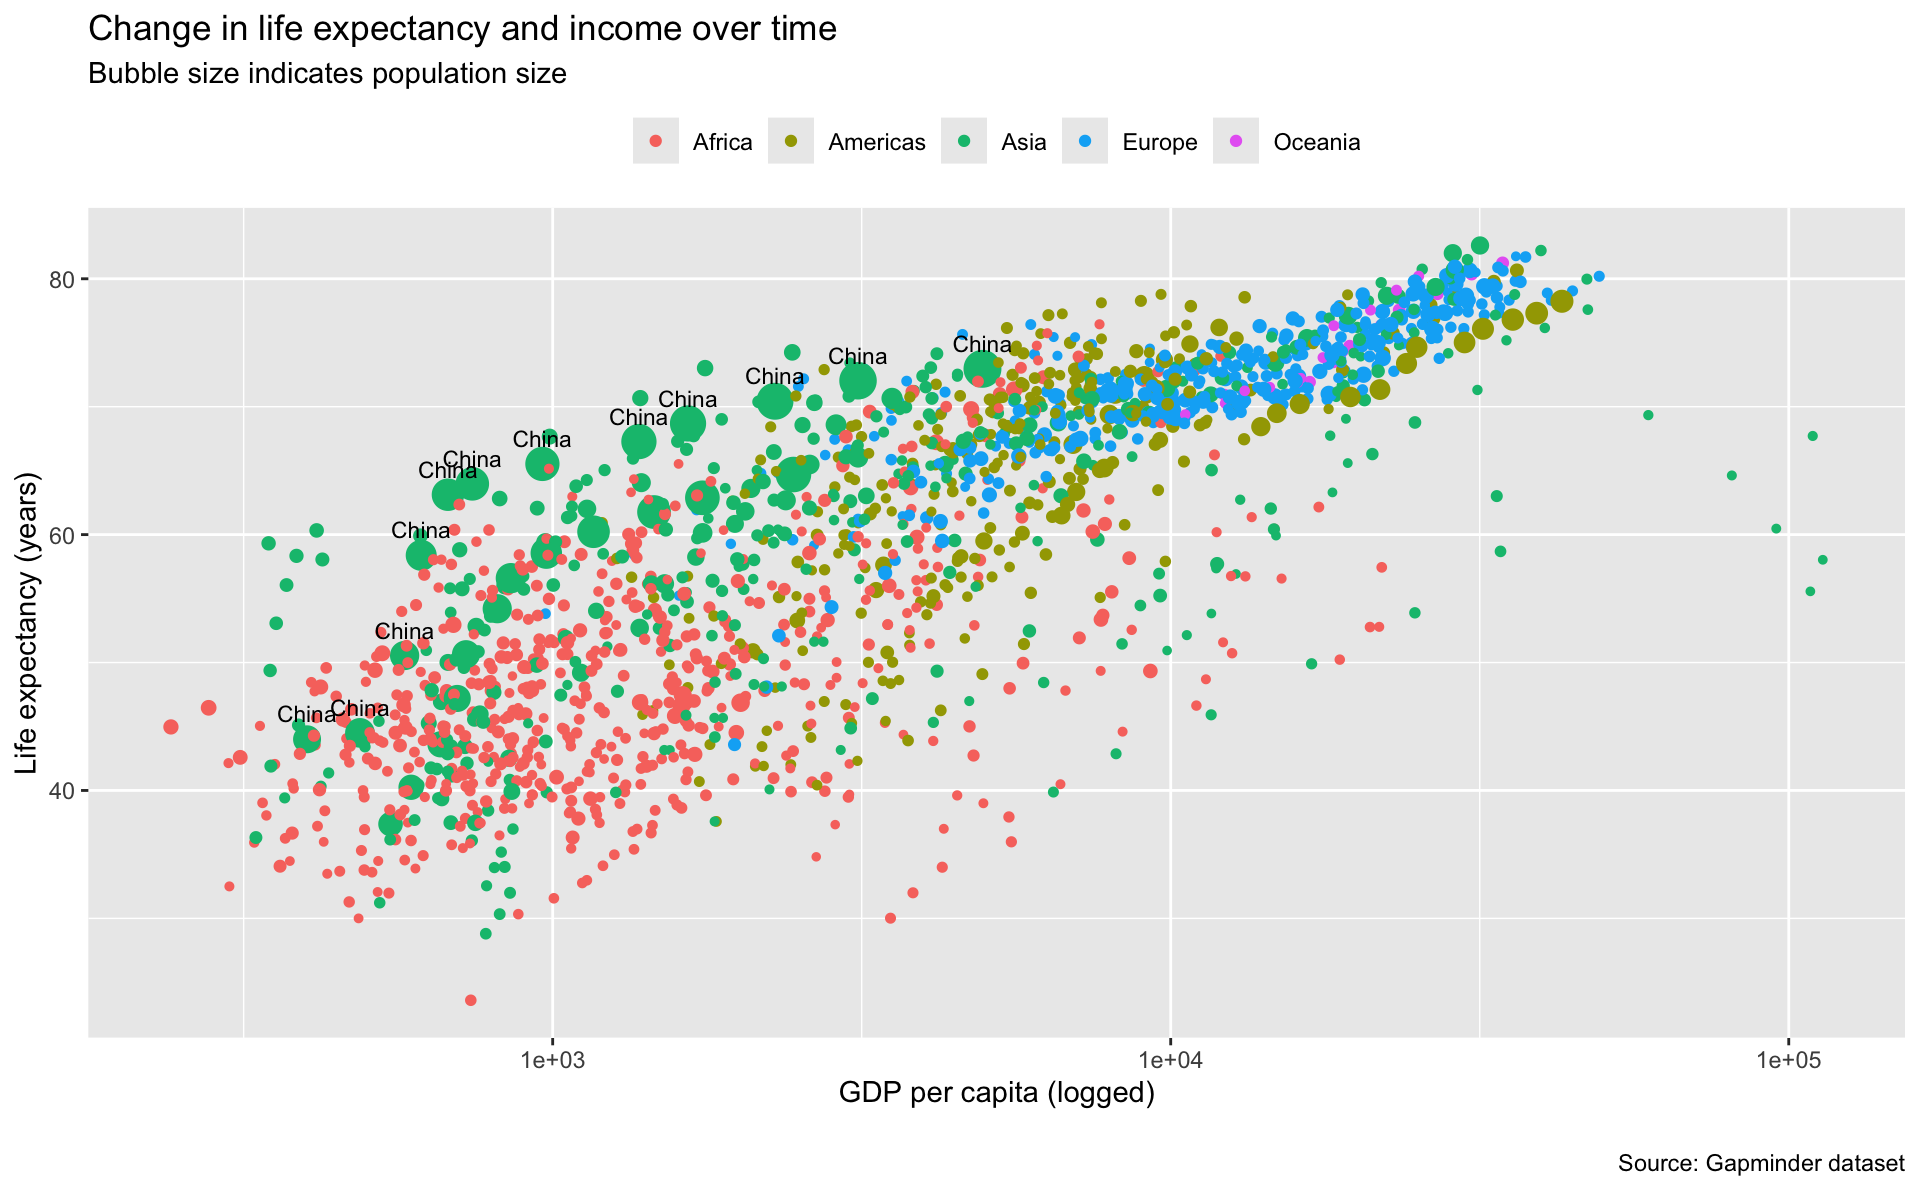 Change in life expectancy and income over time
Bubble size indicates population size
Africa Americas Asia Europe Oceania
Life expectancy (years)
80
60
40
China
China
China
China
China
China
China
China
China
China
China
China
1e+03 1e+04 1e+05
GDP per capita (logged)
Source: Gapminder dataset